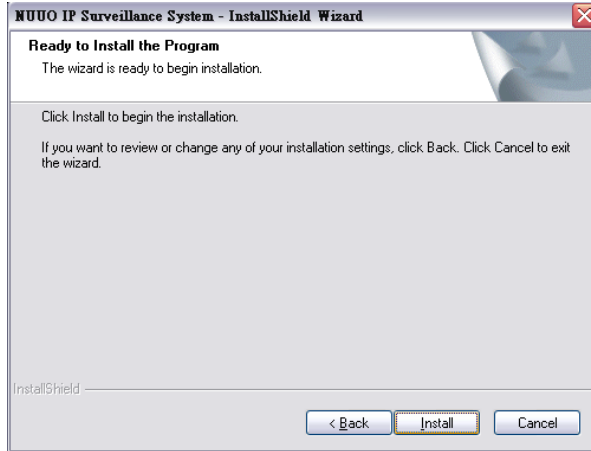 NUUO IP Surveillance System - InstallShield Wizard
Ready to Install the Program
The wizard is ready to begin installation.
Click Install to begin the installation.
If you want to review or change any of your installation settings, click Back. Click Cancel to exit
the wizard.
InstallShield
< Back
Install
Cancel